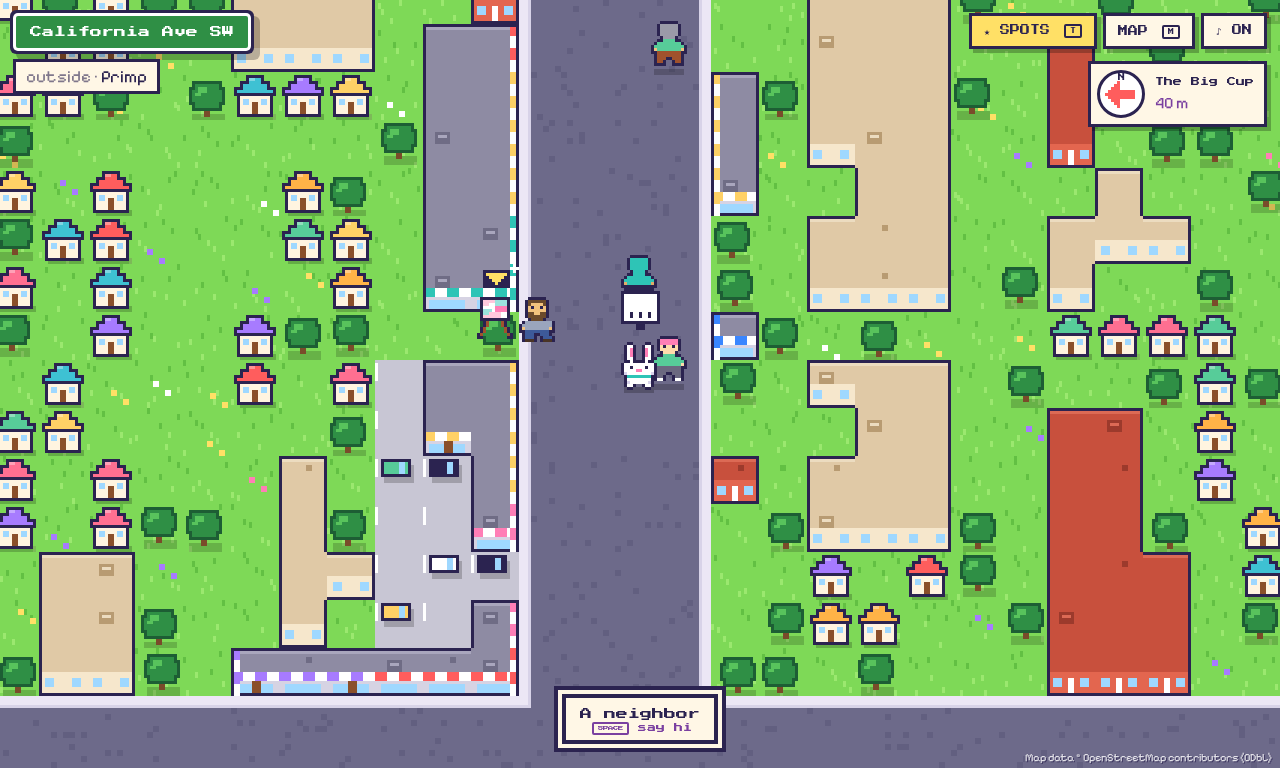 California Ave SW
outside · Primp
★ SPOTS T
MAP M
♪ ON
N
The Big Cup
40 m
A neighbor
SPACE say hi
Map data © OpenStreetMap contributors (ODbL)